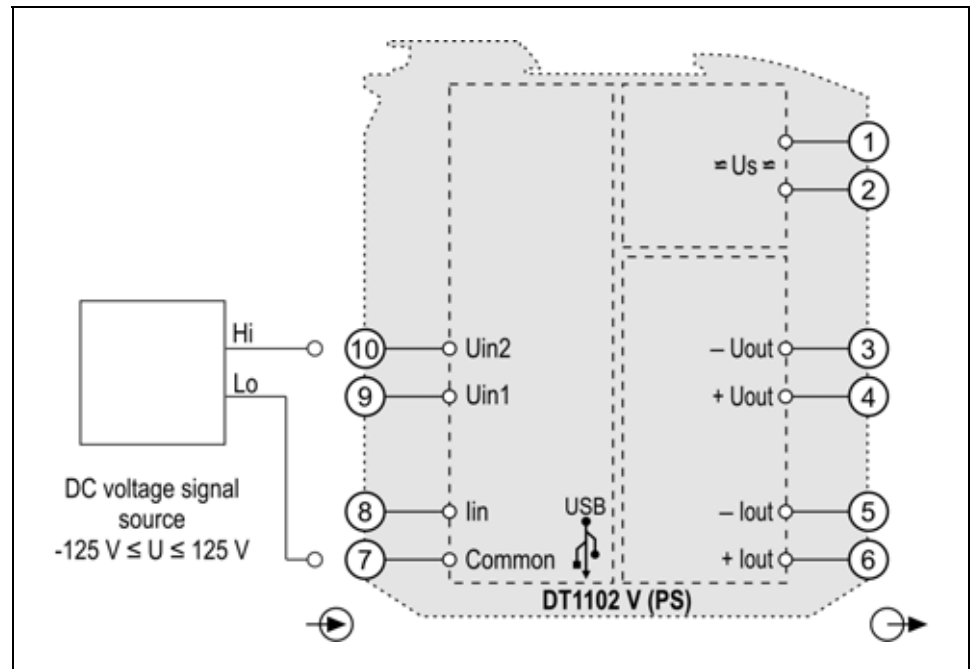 1
≂ Us ≂
2
Hi
10
Uin2
– Uout
3
Lo
9
Uin1
+ Uout
4
DC voltage signal
source
-125 V ≤ U ≤ 125 V
8
Iin
USB
– Iout
5
7
Common
+ Iout
6
DT1102 V (PS)